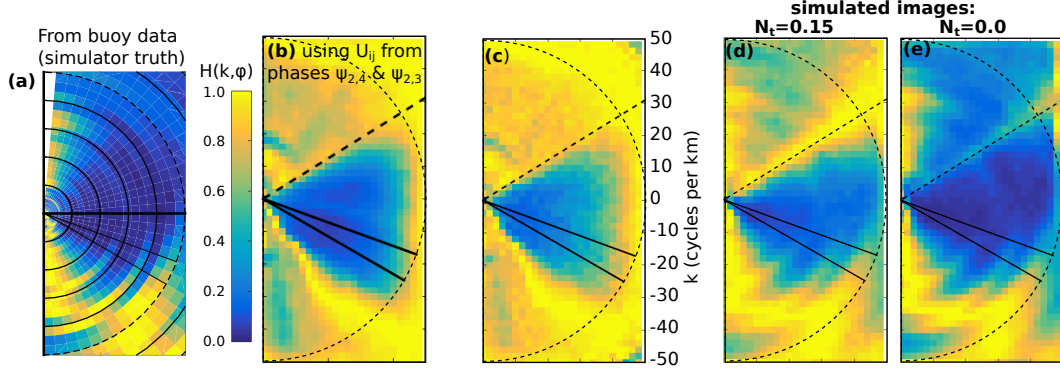 simulated images:
N_t=0.15
N_t=0.0
From buoy data
(simulator truth)
(a)
H(k,φ)
1.0
0.8
0.6
0.4
0.2
0.0
(b) using U_ij from
phases ψ_2,4 & ψ_2,3
(c)
50
40
30
20
10
0
-10
-20
-30
-40
-50
k (cycles per km)
(d)
(e)